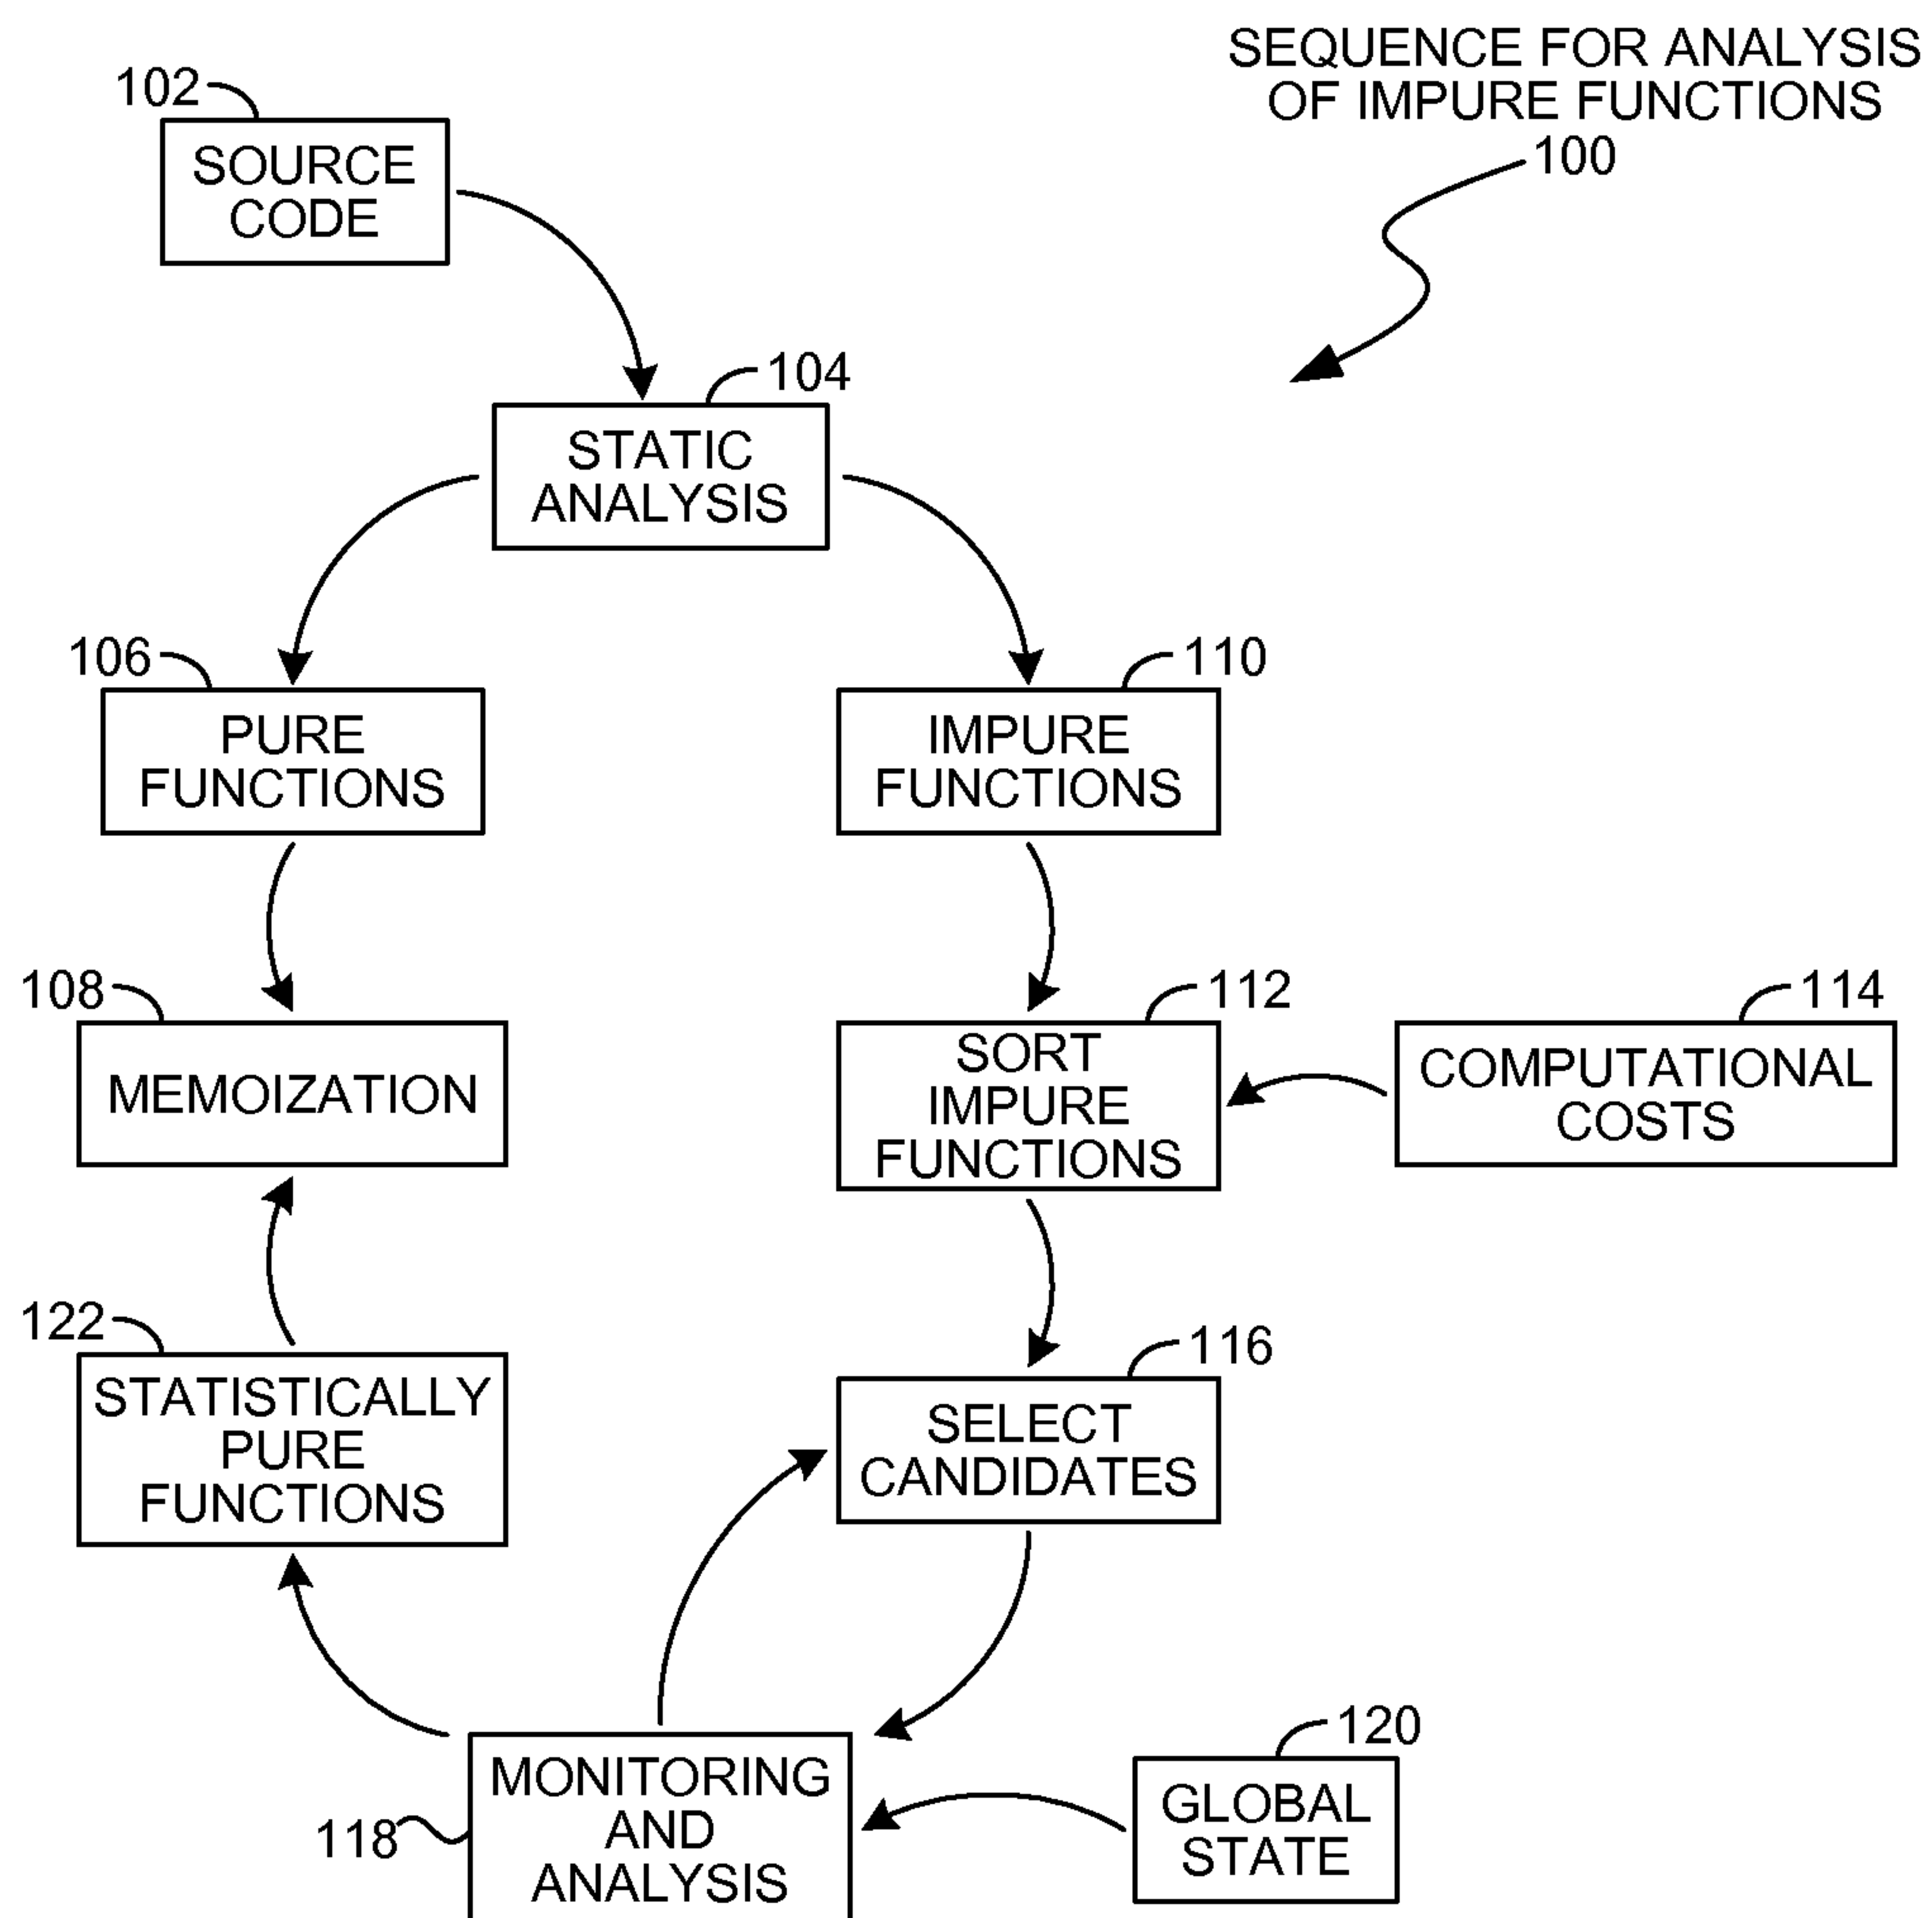 SEQUENCE FOR ANALYSIS
OF IMPURE FUNCTIONS
100
102
SOURCE
CODE
104
STATIC
ANALYSIS
106
PURE
FUNCTIONS
110
IMPURE
FUNCTIONS
108
MEMOIZATION
112
SORT
IMPURE
FUNCTIONS
114
COMPUTATIONAL
COSTS
122
STATISTICALLY
PURE
FUNCTIONS
116
SELECT
CANDIDATES
118
MONITORING
AND
ANALYSIS
120
GLOBAL
STATE